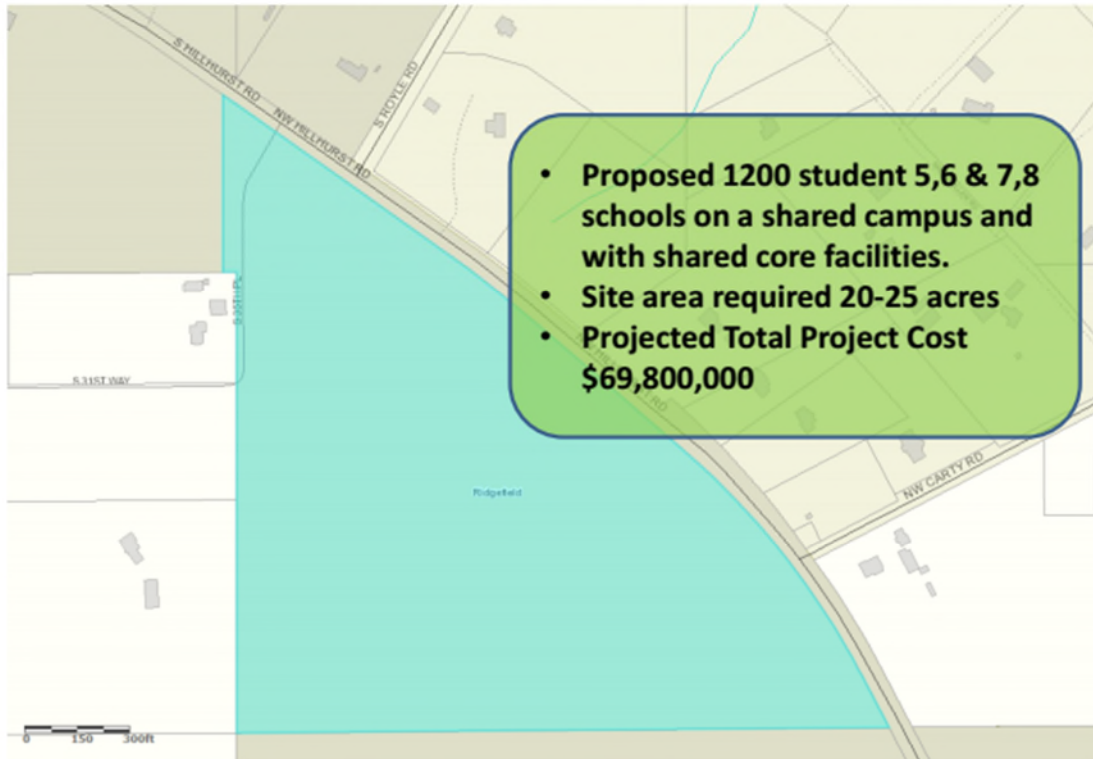 S HILLHURST RD
NW HILLHURST RD
S ROYLE RD
• Proposed 1200 student 5,6 & 7,8
schools on a shared campus and
with shared core facilities.
• Site area required 20-25 acres
• Projected Total Project Cost
$69,800,000
S 31ST WAY
RD
Ridgefield
NW CARTY RD
0 150 300ft